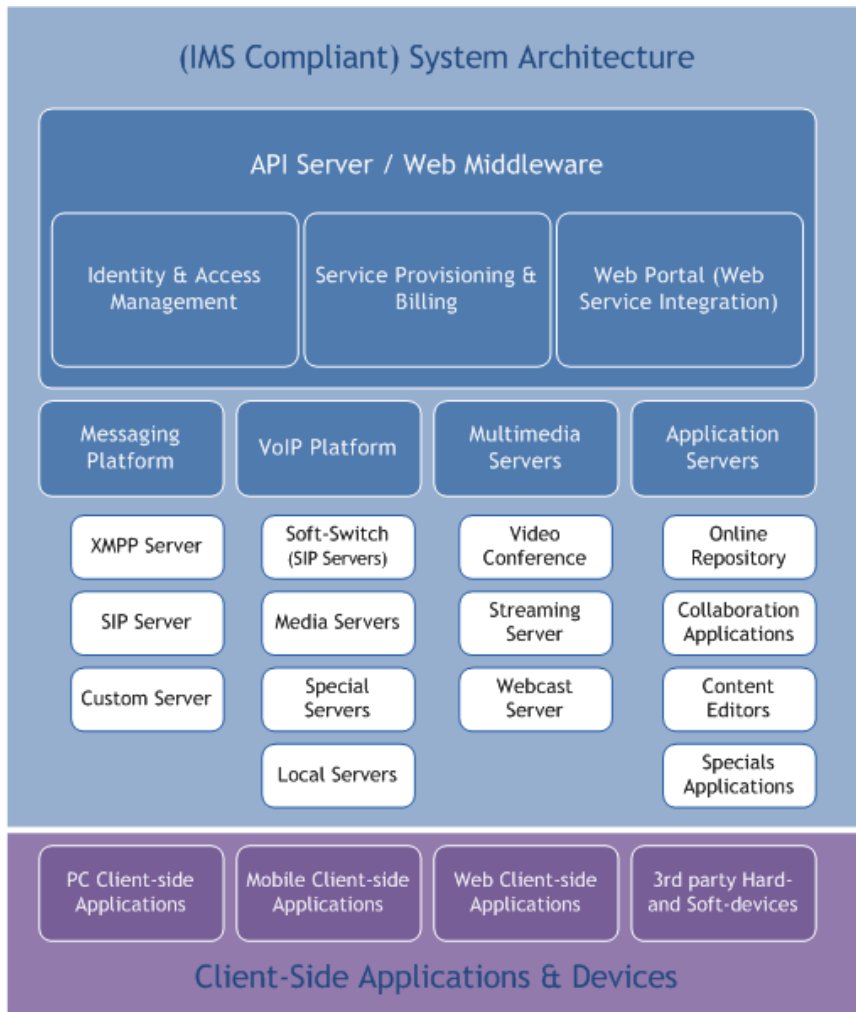 (IMS Compliant) System Architecture
API Server / Web Middleware
Identity & Access
Management
Service Provisioning &
Billing
Web Portal (Web
Service Integration)
Messaging
Platform
VoIP Platform
Multimedia
Servers
Application
Servers
XMPP Server
SIP Server
Custom Server
Soft-Switch
(SIP Servers)
Media Servers
Special
Servers
Local Servers
Video
Conference
Streaming
Server
Webcast
Server
Online
Repository
Collaboration
Applications
Content
Editors
Specials
Applications
PC Client-side
Applications
Mobile Client-side
Applications
Web Client-side
Applications
3rd party Hard-
and Soft-devices
Client-Side Applications & Devices